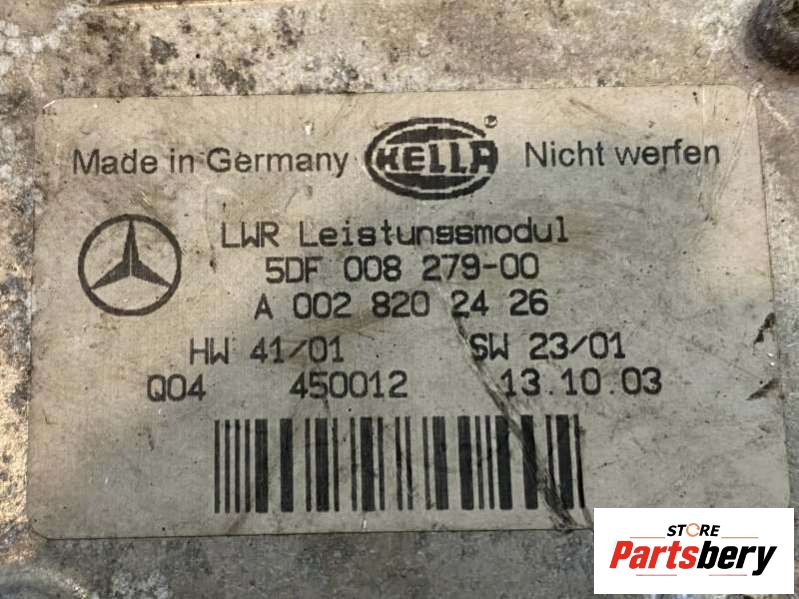 Made in Germany HELLA ® Nicht werfen
LWR Leistungsmodul
5DF 008 279-00
A 002 820 24 26
HW 41/01 SW 23/01
Q04 450012 13.10.03
STORE
Partsbery